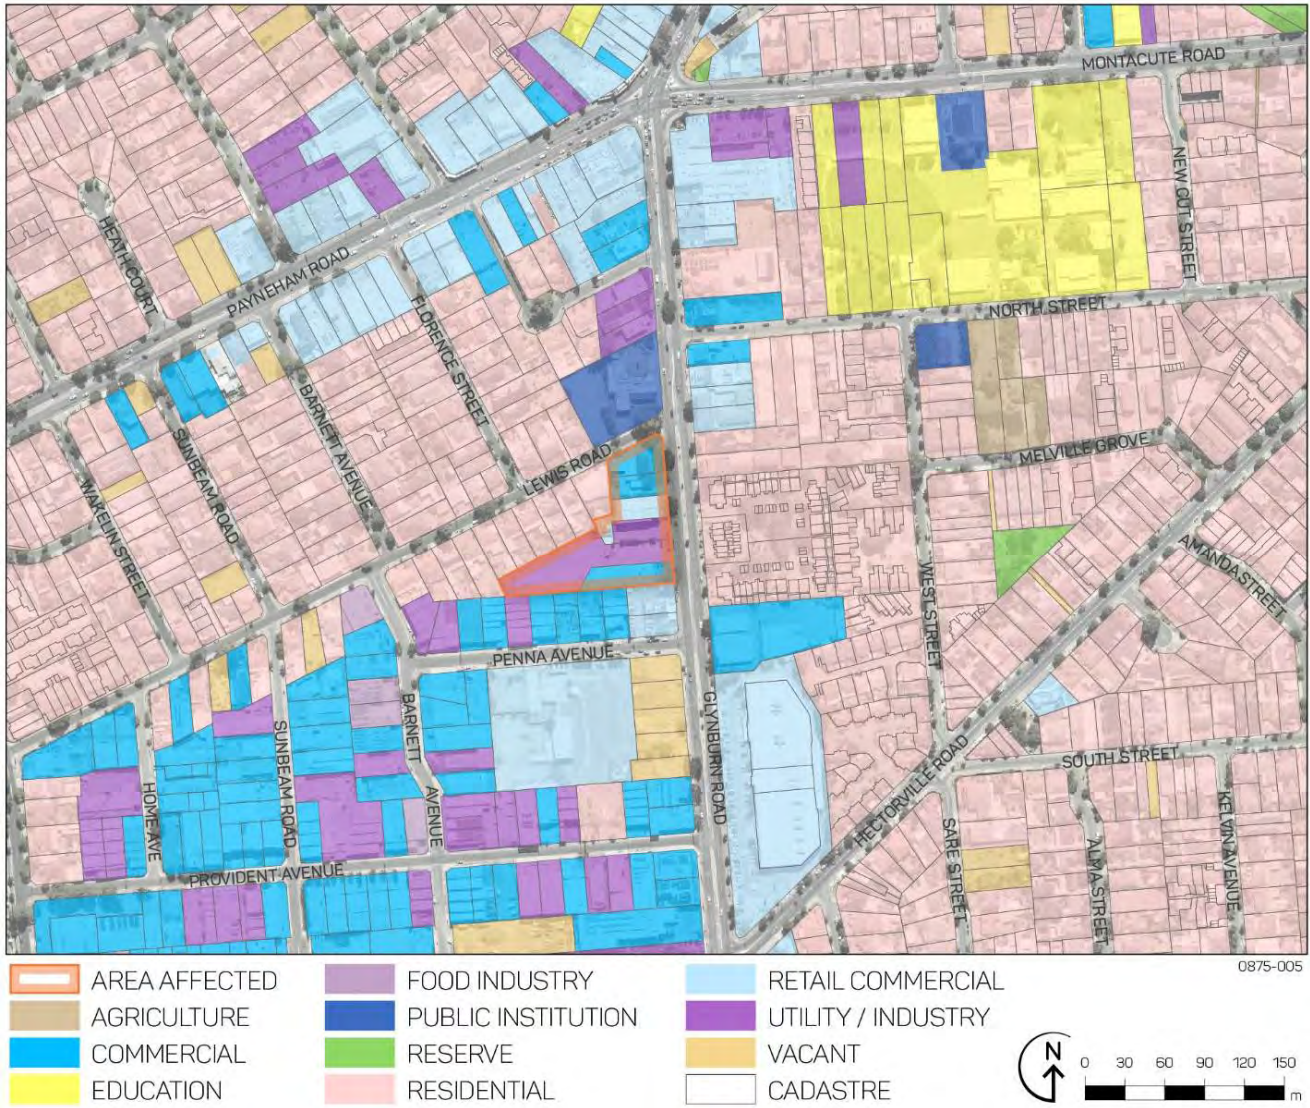 MONTACUTE ROAD
NEW CUT STREET
HEATH COURT
PAYNEHAM ROAD
FLORENCE STREET
NORTH STREET
BARNETT AVENUE
SUNBEAM ROAD
WAKELIN STREET
LEWIS ROAD
MELVILLE GROVE
AMANDA STREET
WEST STREET
PENNA AVENUE
BARNETT
AVENUE
GLYNBURN ROAD
HECTORVILLE ROAD
SOUTH STREET
HOME AVE
SUNBEAM ROAD
SARE STREET
ALMA STREET
KELVIN AVENUE
PROVIDENT AVENUE
0875-005
AREA AFFECTED
AGRICULTURE
COMMERCIAL
EDUCATION
FOOD INDUSTRY
PUBLIC INSTITUTION
RESERVE
RESIDENTIAL
RETAIL COMMERCIAL
UTILITY / INDUSTRY
VACANT
CADASTRE
N
0 30 60 90 120 150
m